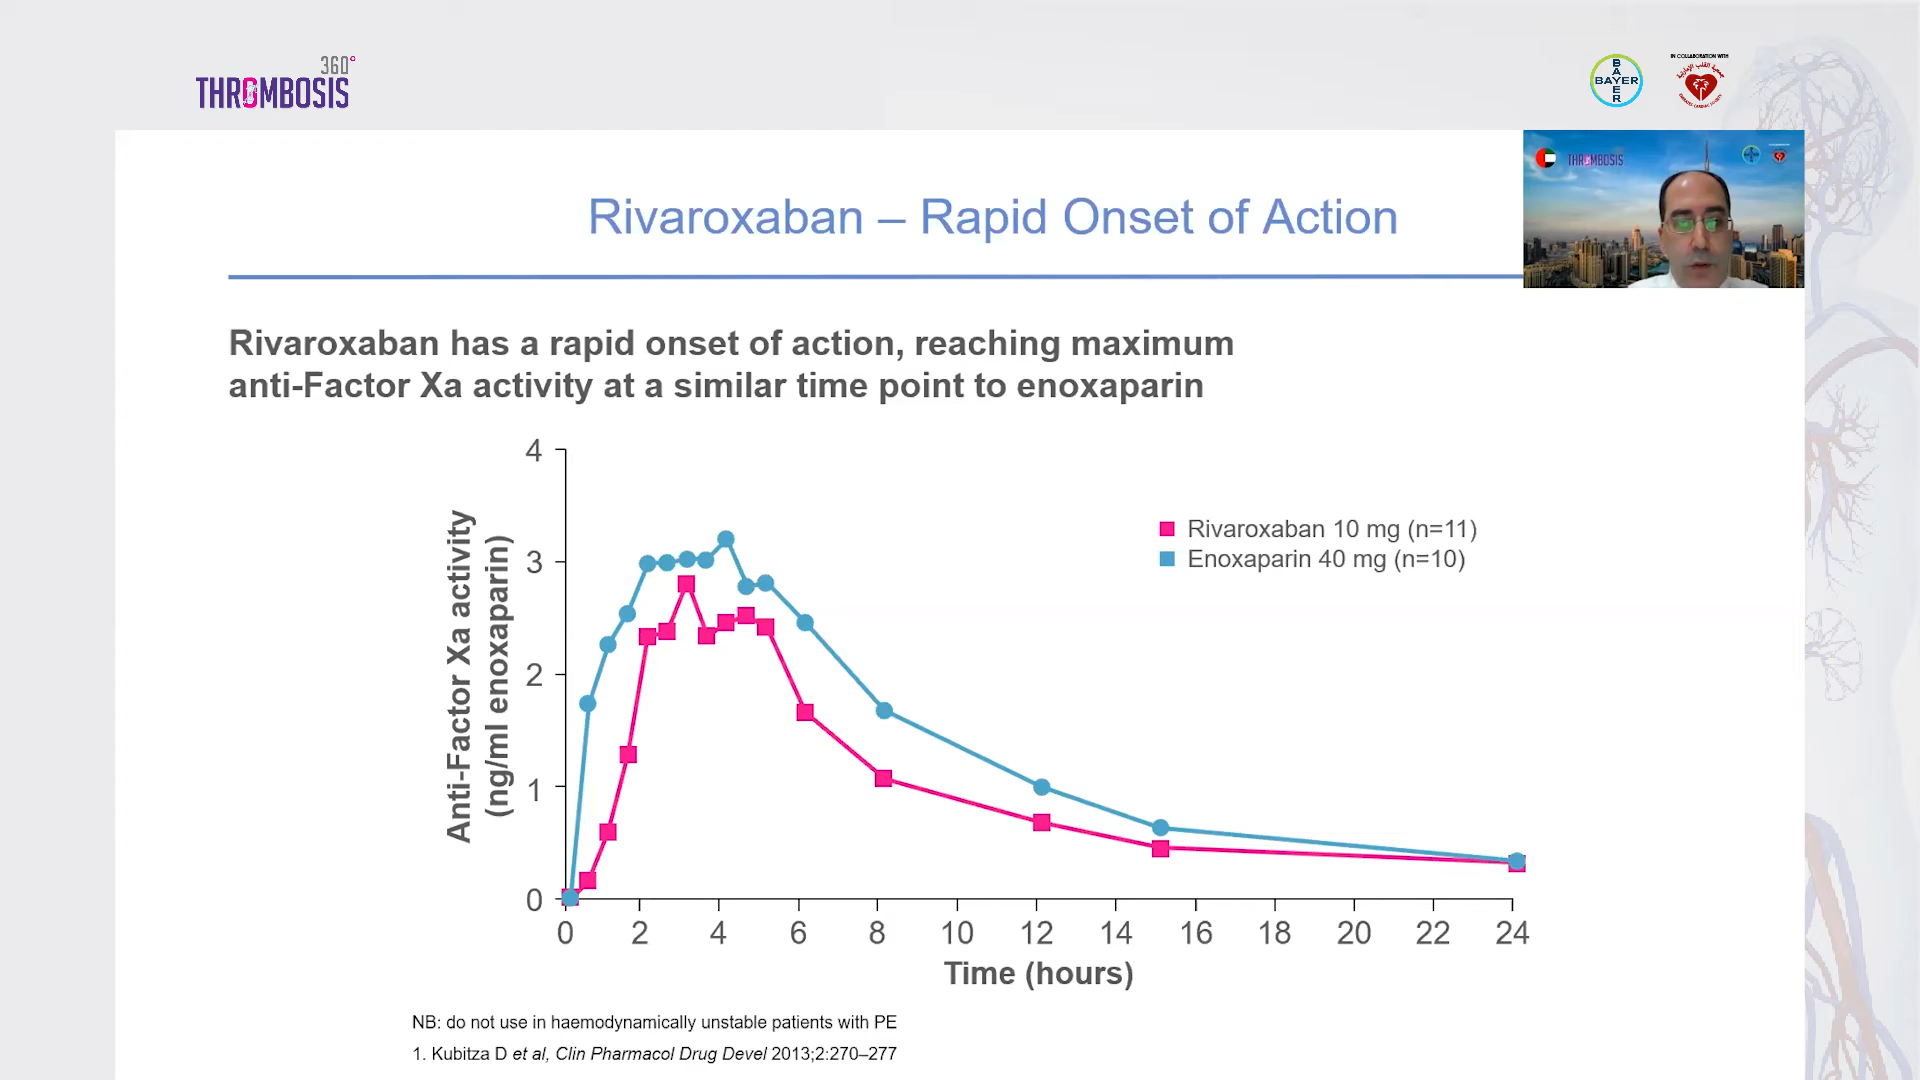 360°
THROMBOSIS
BAYER
BAYER
IN COLLABORATION WITH
THROMBOSIS
Rivaroxaban – Rapid Onset of Action
Rivaroxaban has a rapid onset of action, reaching maximum
anti-Factor Xa activity at a similar time point to enoxaparin
Anti-Factor Xa activity
(ng/ml enoxaparin)
4
3
2
1
0
Rivaroxaban 10 mg (n=11)
Enoxaparin 40 mg (n=10)
0 2 4 6 8 10 12 14 16 18 20 22 24
Time (hours)
NB: do not use in haemodynamically unstable patients with PE
1. Kubitza D et al, Clin Pharmacol Drug Devel 2013;2:270–277